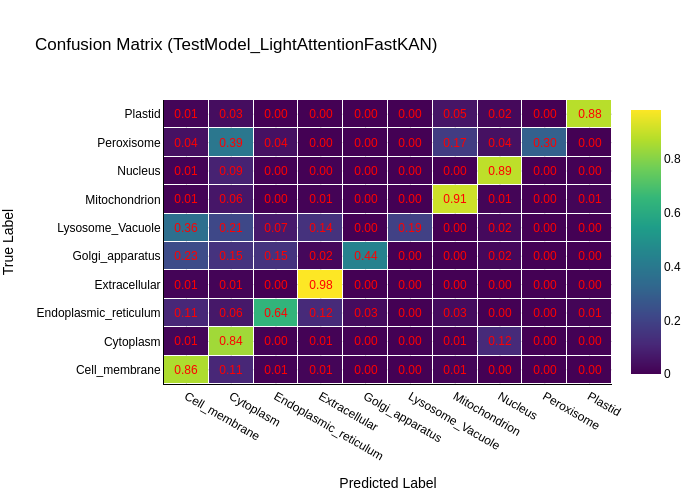 Confusion Matrix (TestModel_LightAttentionFastKAN)
Plastid 0.01 0.03 0.00 0.00 0.00 0.00 0.05 0.02 0.00 0.88
Peroxisome 0.04 0.39 0.04 0.00 0.00 0.00 0.17 0.04 0.30 0.00
Nucleus 0.01 0.09 0.00 0.00 0.00 0.00 0.00 0.89 0.00 0.00
Mitochondrion 0.01 0.06 0.00 0.01 0.00 0.00 0.91 0.01 0.00 0.01
Lysosome_Vacuole 0.36 0.21 0.07 0.14 0.00 0.19 0.00 0.02 0.00 0.00
Golgi_apparatus 0.15 0.15 0.02 0.44 0.00 0.00 0.02 0.00 0.00
Extracellular 0.01 0.01 0.00 0.98 0.00 0.00 0.00 0.00 0.00 0.00
Endoplasmic_reticulum 0.11 0.06 0.64 0.12 0.03 0.00 0.03 0.00 0.00 0.01
Cytoplasm 0.01 0.84 0.00 0.01 0.00 0.00 0.01 0.12 0.00 0.00
Cell_membrane 0.86 0.11 0.01 0.01 0.00 0.00 0.01 0.00 0.00 0.00
Cell_membrane Cytoplasm Endoplasmic_reticulum Extracellular Golgi_apparatus Lysosome_Vacuole Mitochondrion Nucleus Peroxisome Plastid
Predicted Label
True Label
0.8
0.6
0.4
0.2
0